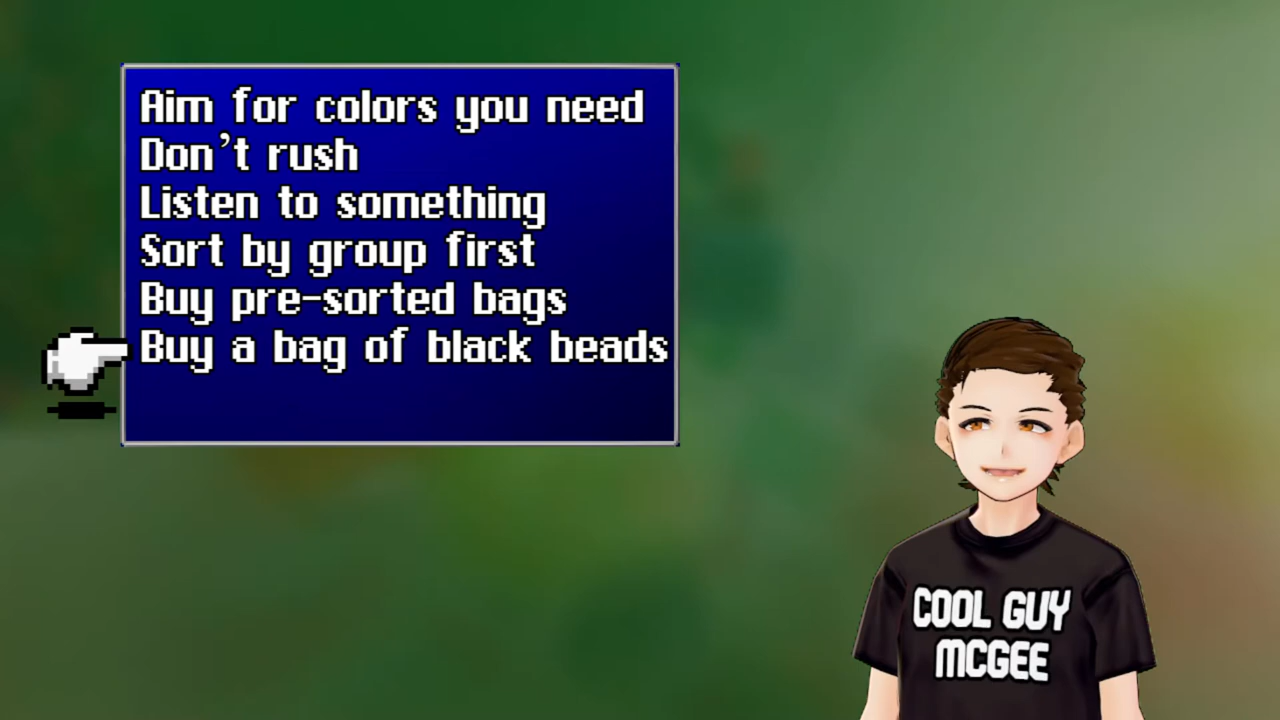 Aim for colors you need
Don't rush
Listen to something
Sort by group first
Buy pre-sorted bags
Buy a bag of black beads
COOL GUY
MCGEE